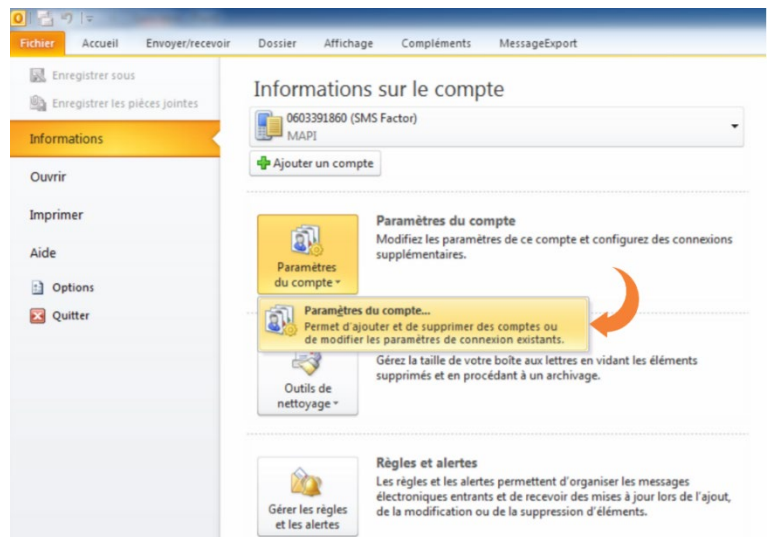 Fichier Accueil Envoyer/recevoir Dossier Affichage Compléments MessageExport
Enregistrer sous
Enregistrer les pièces jointes
Informations
Ouvrir
Imprimer
Aide
Options
Quitter
Informations sur le compte
0603391860 (SMS Factor)
MAPI
Ajouter un compte
Paramètres
du compte
Paramètres du compte
Modifiez les paramètres de ce compte et configurez des connexions
supplémentaires.
Paramètres du compte...
Permet d'ajouter et de supprimer des comptes ou
de modifier les paramètres de connexion existants.
Outils de
nettoyage
Gérez la taille de votre boîte aux lettres en vidant les éléments
supprimés et en procédant à un archivage.
Gérer les règles
et les alertes
Règles et alertes
Les règles et les alertes permettent d'organiser les messages
électroniques entrants et de recevoir des mises à jour lors de l'ajout,
de la modification ou de la suppression d'éléments.